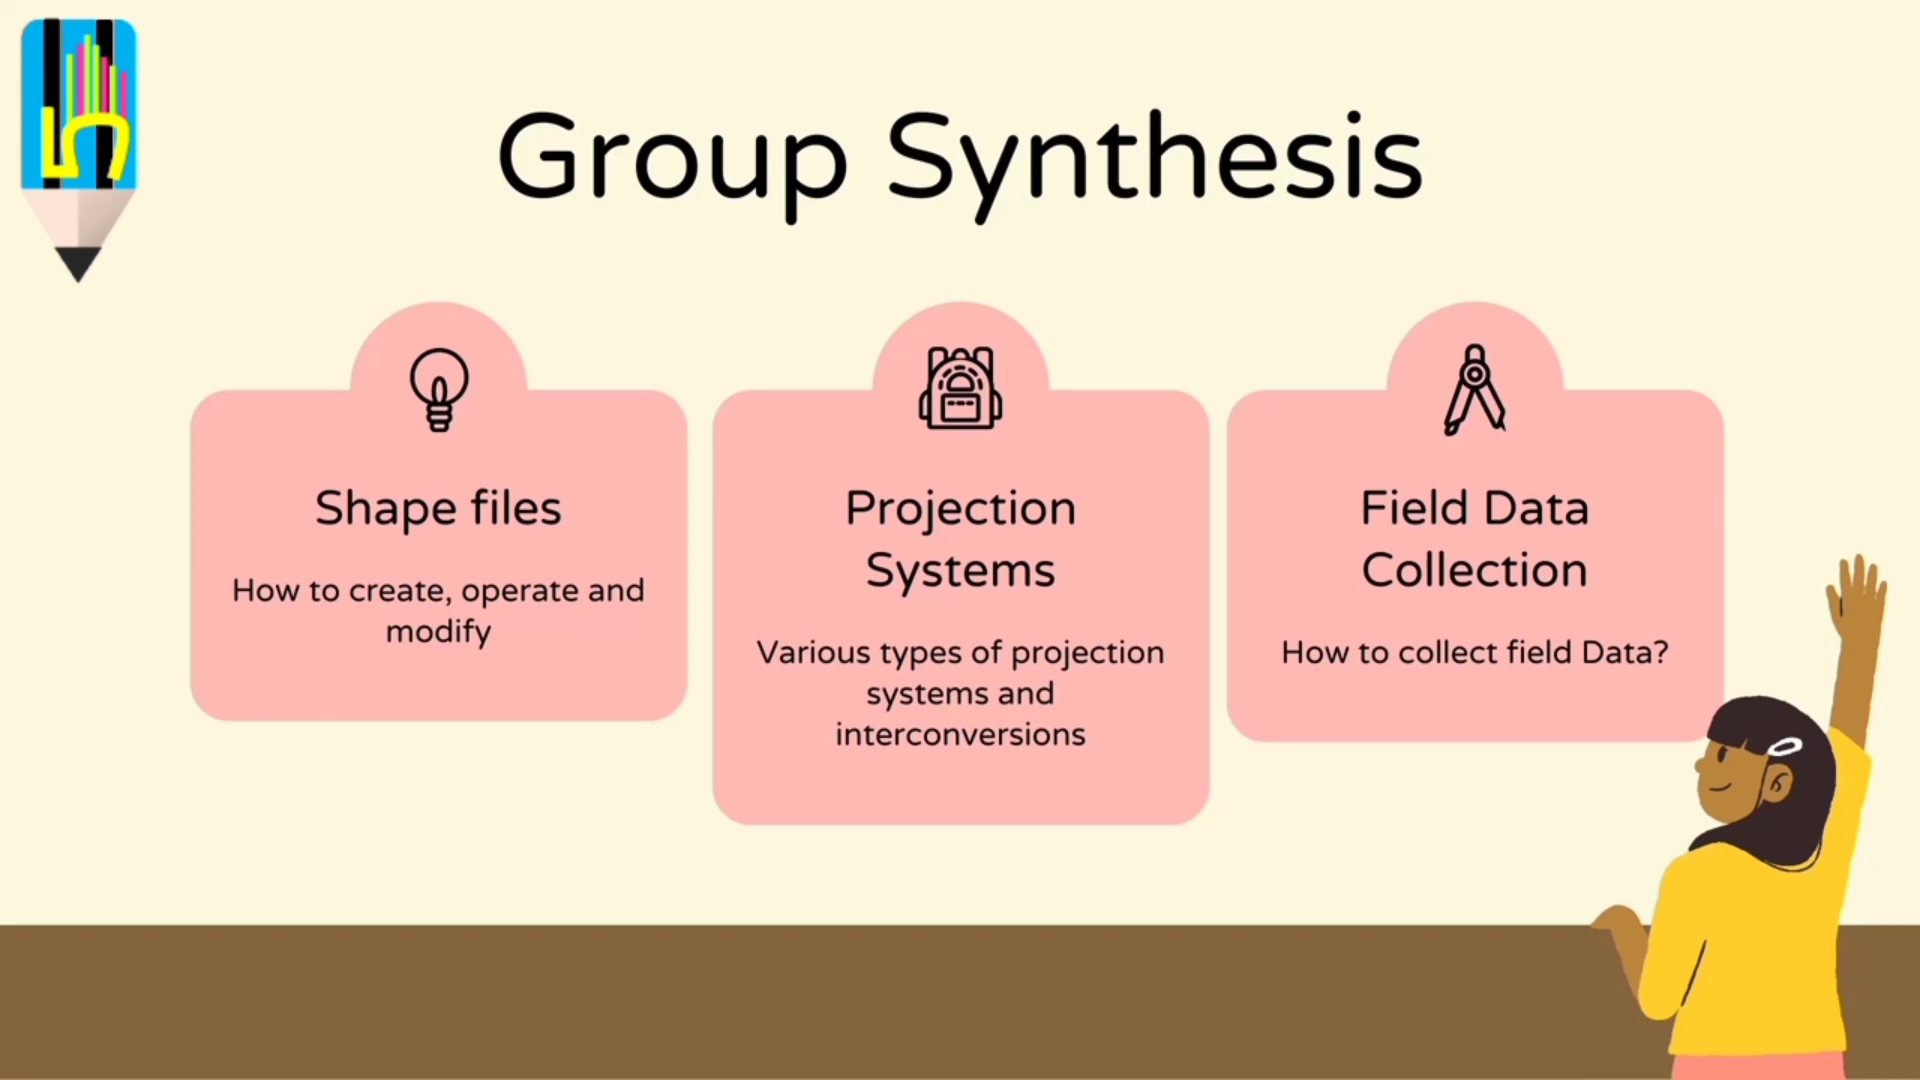 Group Synthesis
Shape files
How to create, operate and
modify
Projection
Systems
Various types of projection
systems and
interconversions
Field Data
Collection
How to collect field Data?